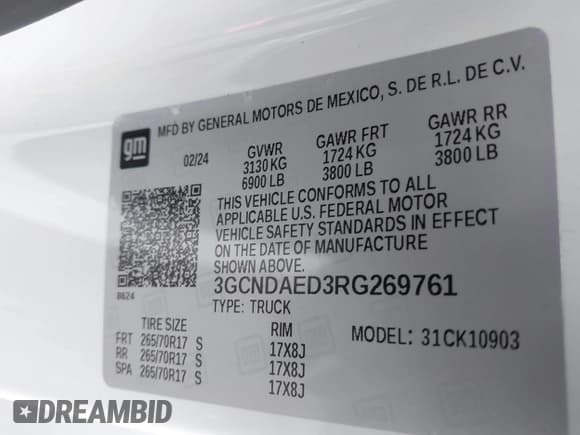 MFD BY GENERAL MOTORS DE MEXICO, S. DE R.L. DE C.V.
gm
02/24
GVWR
3130 KG
6900 LB
GAWR FRT
1724 KG
3800 LB
GAWR RR
1724 KG
3800 LB
THIS VEHICLE CONFORMS TO ALL
APPLICABLE U.S. FEDERAL MOTOR
VEHICLE SAFETY STANDARDS IN EFFECT
ON THE DATE OF MANUFACTURE
SHOWN ABOVE.
3GCNDAED3RG269761
TYPE: TRUCK
8624
TIRE SIZE
FRT 265/70R17 S
RR 265/70R17 S
SPA 265/70R17 S
RIM
17X8J
17X8J
17X8J
MODEL: 31CK10903
DREAMBID